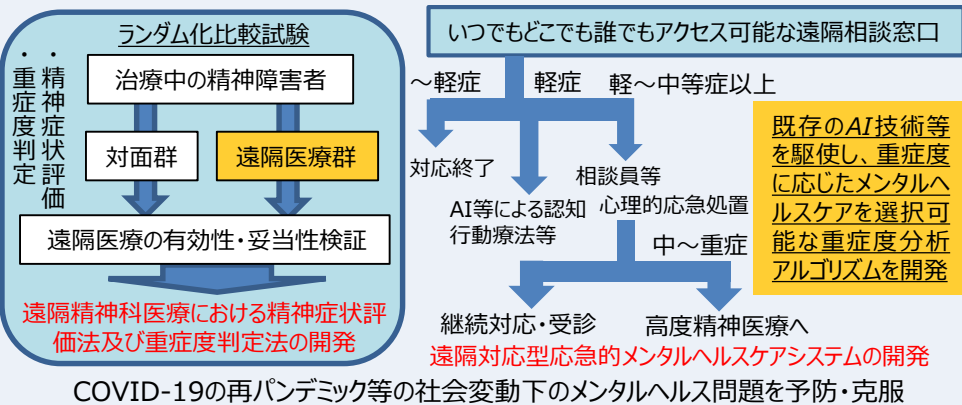 ランダム化比較試験
・精神症状評価
・重症度判定
治療中の精神障害者
対面群
遠隔医療群
遠隔医療の有効性・妥当性検証
遠隔精神科医療における精神症状評
価法及び重症度判定法の開発
いつでもどこでも誰でもアクセス可能な遠隔相談窓口
～軽症
軽症
軽～中等症以上
対応終了
AI等による認知
行動療法等
相談員等
心理的応急処置
中～重症
継続対応・受診
高度精神医療へ
遠隔対応型応急的メンタルヘルスケアシステムの開発
既存のAI技術等
を駆使し、重症度
に応じたメンタルヘ
ルスケアを選択可
能な重症度分析
アルゴリズムを開発
COVID-19の再パンデミック等の社会変動下のメンタルヘルス問題を予防・克服